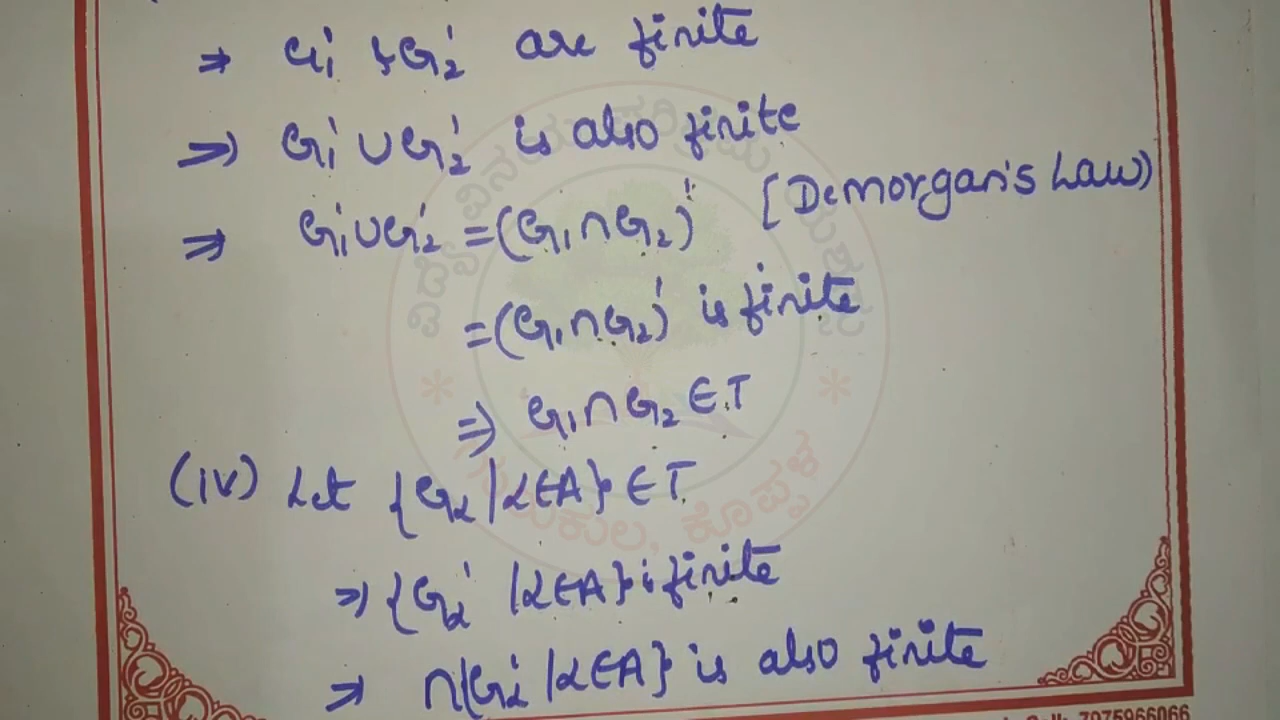 ⇒ G₁' & G₂' are finite
⇒ G₁' ∪ G₂' is also finite
⇒ G₁' ∪ G₂' = (G₁ ∩ G₂)' [Demorgan's Law)
= (G₁ ∩ G₂)' is finite
⇒ G₁ ∩ G₂ ∈ T
(iv) Let {Gα | α ∈ A} ∈ T
⇒ {Gα' | α ∈ A} is finite
⇒ ∩{Gα' | α ∈ A} is also finite
7975966066